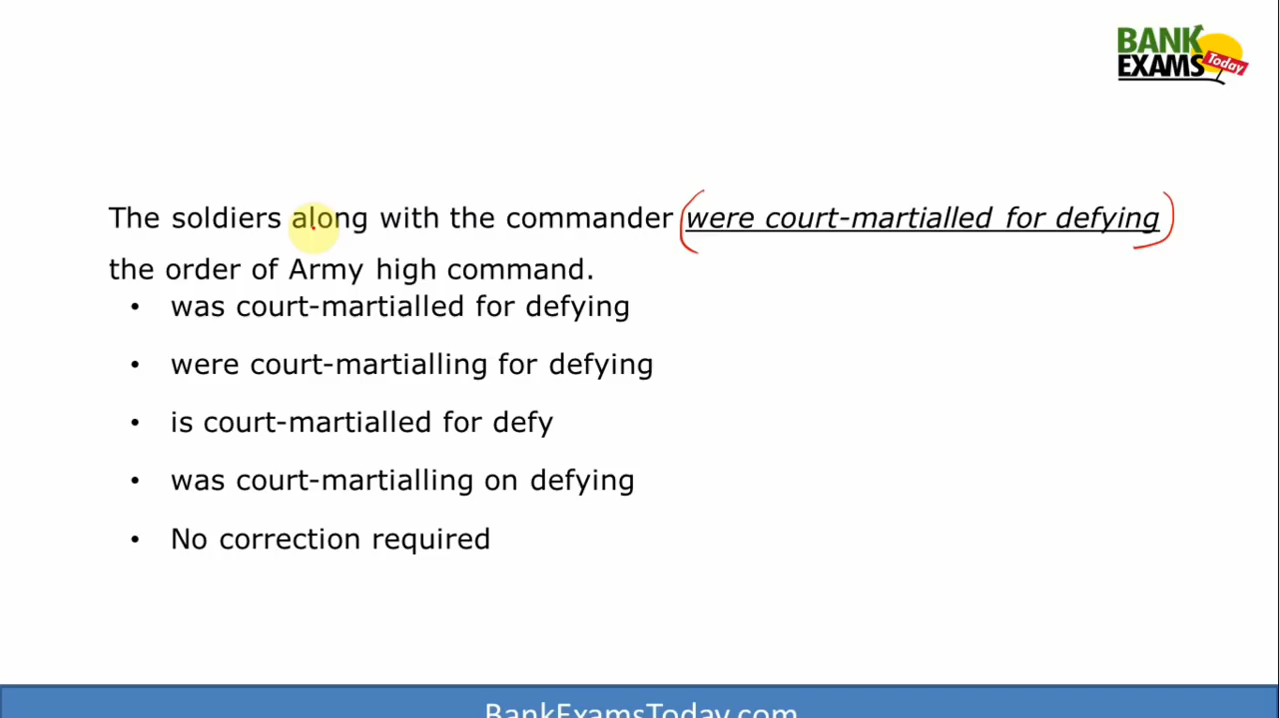 BANK
EXAMS Today
The soldiers along with the commander were court-martialled for defying
the order of Army high command.
• was court-martialled for defying
• were court-martialling for defying
• is court-martialled for defy
• was court-martialling on defying
• No correction required
BankExamsToday.com